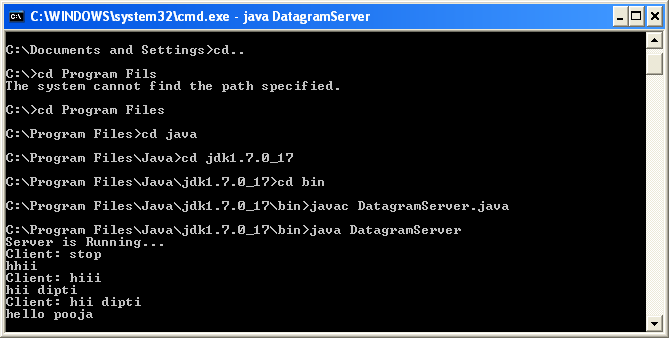 C:\WINDOWS\system32\cmd.exe - java DatagramServer
C:\Documents and Settings>cd..
C:\>cd Program Fils
The system cannot find the path specified.
C:\>cd Program Files
C:\Program Files>cd java
C:\Program Files\Java>cd jdk1.7.0_17
C:\Program Files\Java\jdk1.7.0_17>cd bin
C:\Program Files\Java\jdk1.7.0_17\bin>javac DatagramServer.java
C:\Program Files\Java\jdk1.7.0_17\bin>java DatagramServer
Server is Running...
Client: stop
hhii
Client: hiii
hii dipti
Client: hii dipti
hello pooja